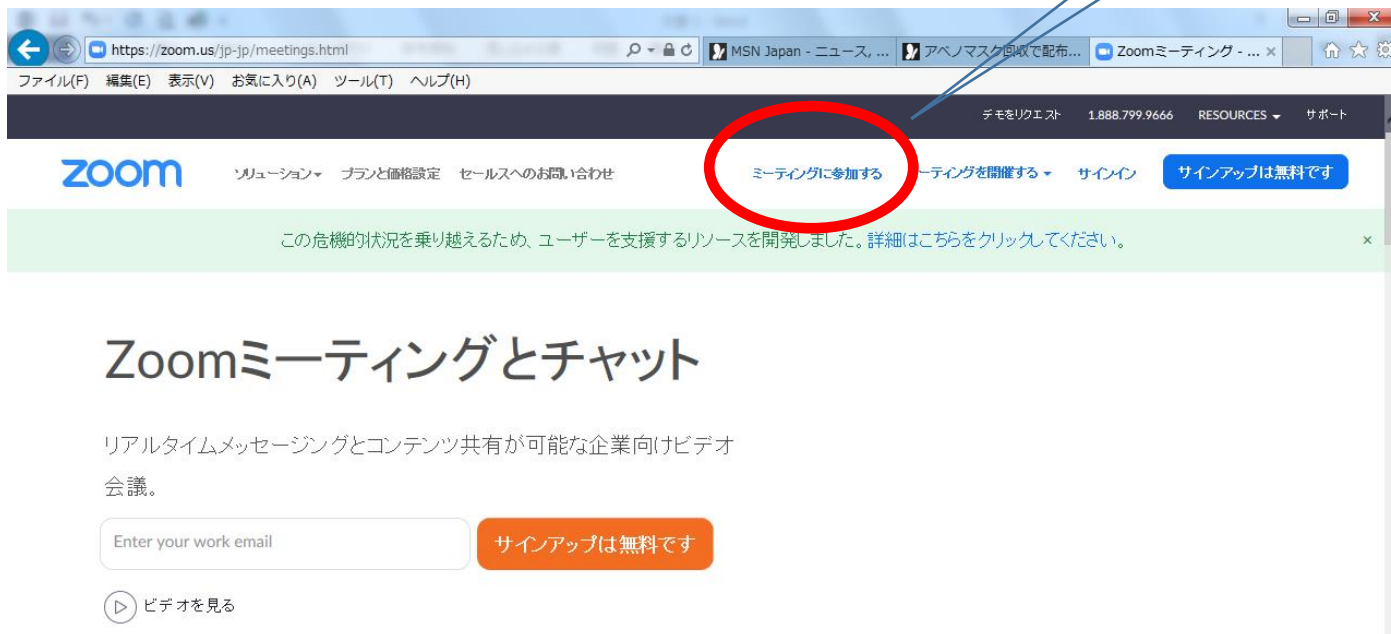 https://zoom.us/jp-jp/meetings.html
MSN Japan - ニュース, ...
アベノマスク回収で配布...
Zoomミーティング - ...
ファイル(F) 編集(E) 表示(V) お気に入り(A) ツール(T) ヘルプ(H)
デモをリクエスト 1.888.799.9666 RESOURCES サポート
zoom ソリューション プランと価格設定 セールスへのお問い合わせ ミーティングに参加する ーティングを開催する サインイン サインアップは無料です
この危機的状況を乗り越えるため、ユーザーを支援するリソースを開発しました。詳細はこちらをクリックしてください。 ×
Zoomミーティングとチャット
リアルタイムメッセージングとコンテンツ共有が可能な企業向けビデオ
会議。
Enter your work email サインアップは無料です
ビデオを見る